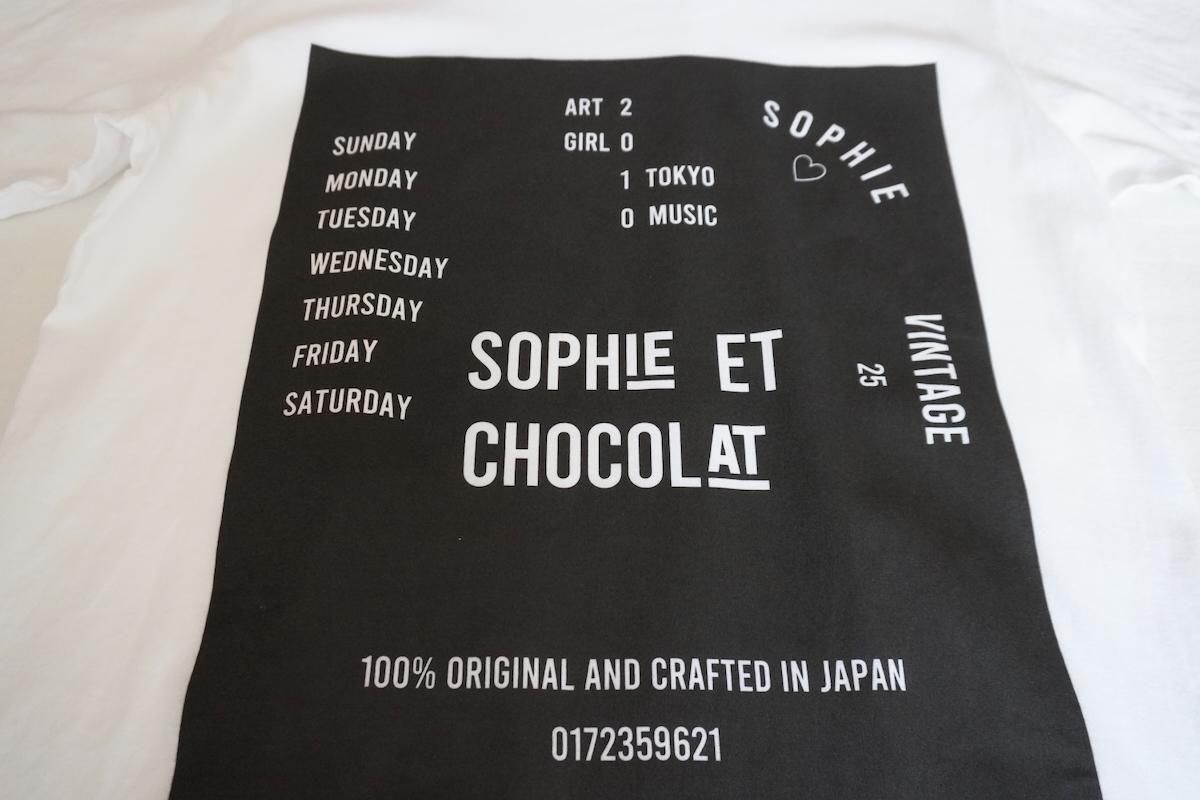 SUNDAY
MONDAY
TUESDAY
WEDNESDAY
THURSDAY
FRIDAY
SATURDAY
ART 2
GIRL 0
1 TOKYO
0 MUSIC
SOPHIE
VINTAGE
25
SOPHIE ET
CHOCOLAT
100% ORIGINAL AND CRAFTED IN JAPAN
0172359621